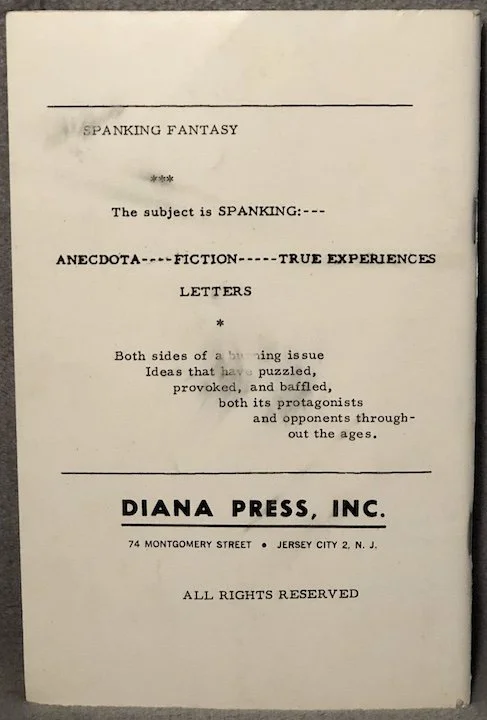 SPANKING FANTASY
***
The subject is SPANKING:---
ANECDOTA----FICTION-----TRUE EXPERIENCES
LETTERS
*
Both sides of a burning issue
Ideas that have puzzled,
provoked, and baffled,
both its protagonists
and opponents through-
out the ages.
DIANA PRESS, INC.
74 MONTGOMERY STREET • JERSEY CITY 2, N. J.
ALL RIGHTS RESERVED